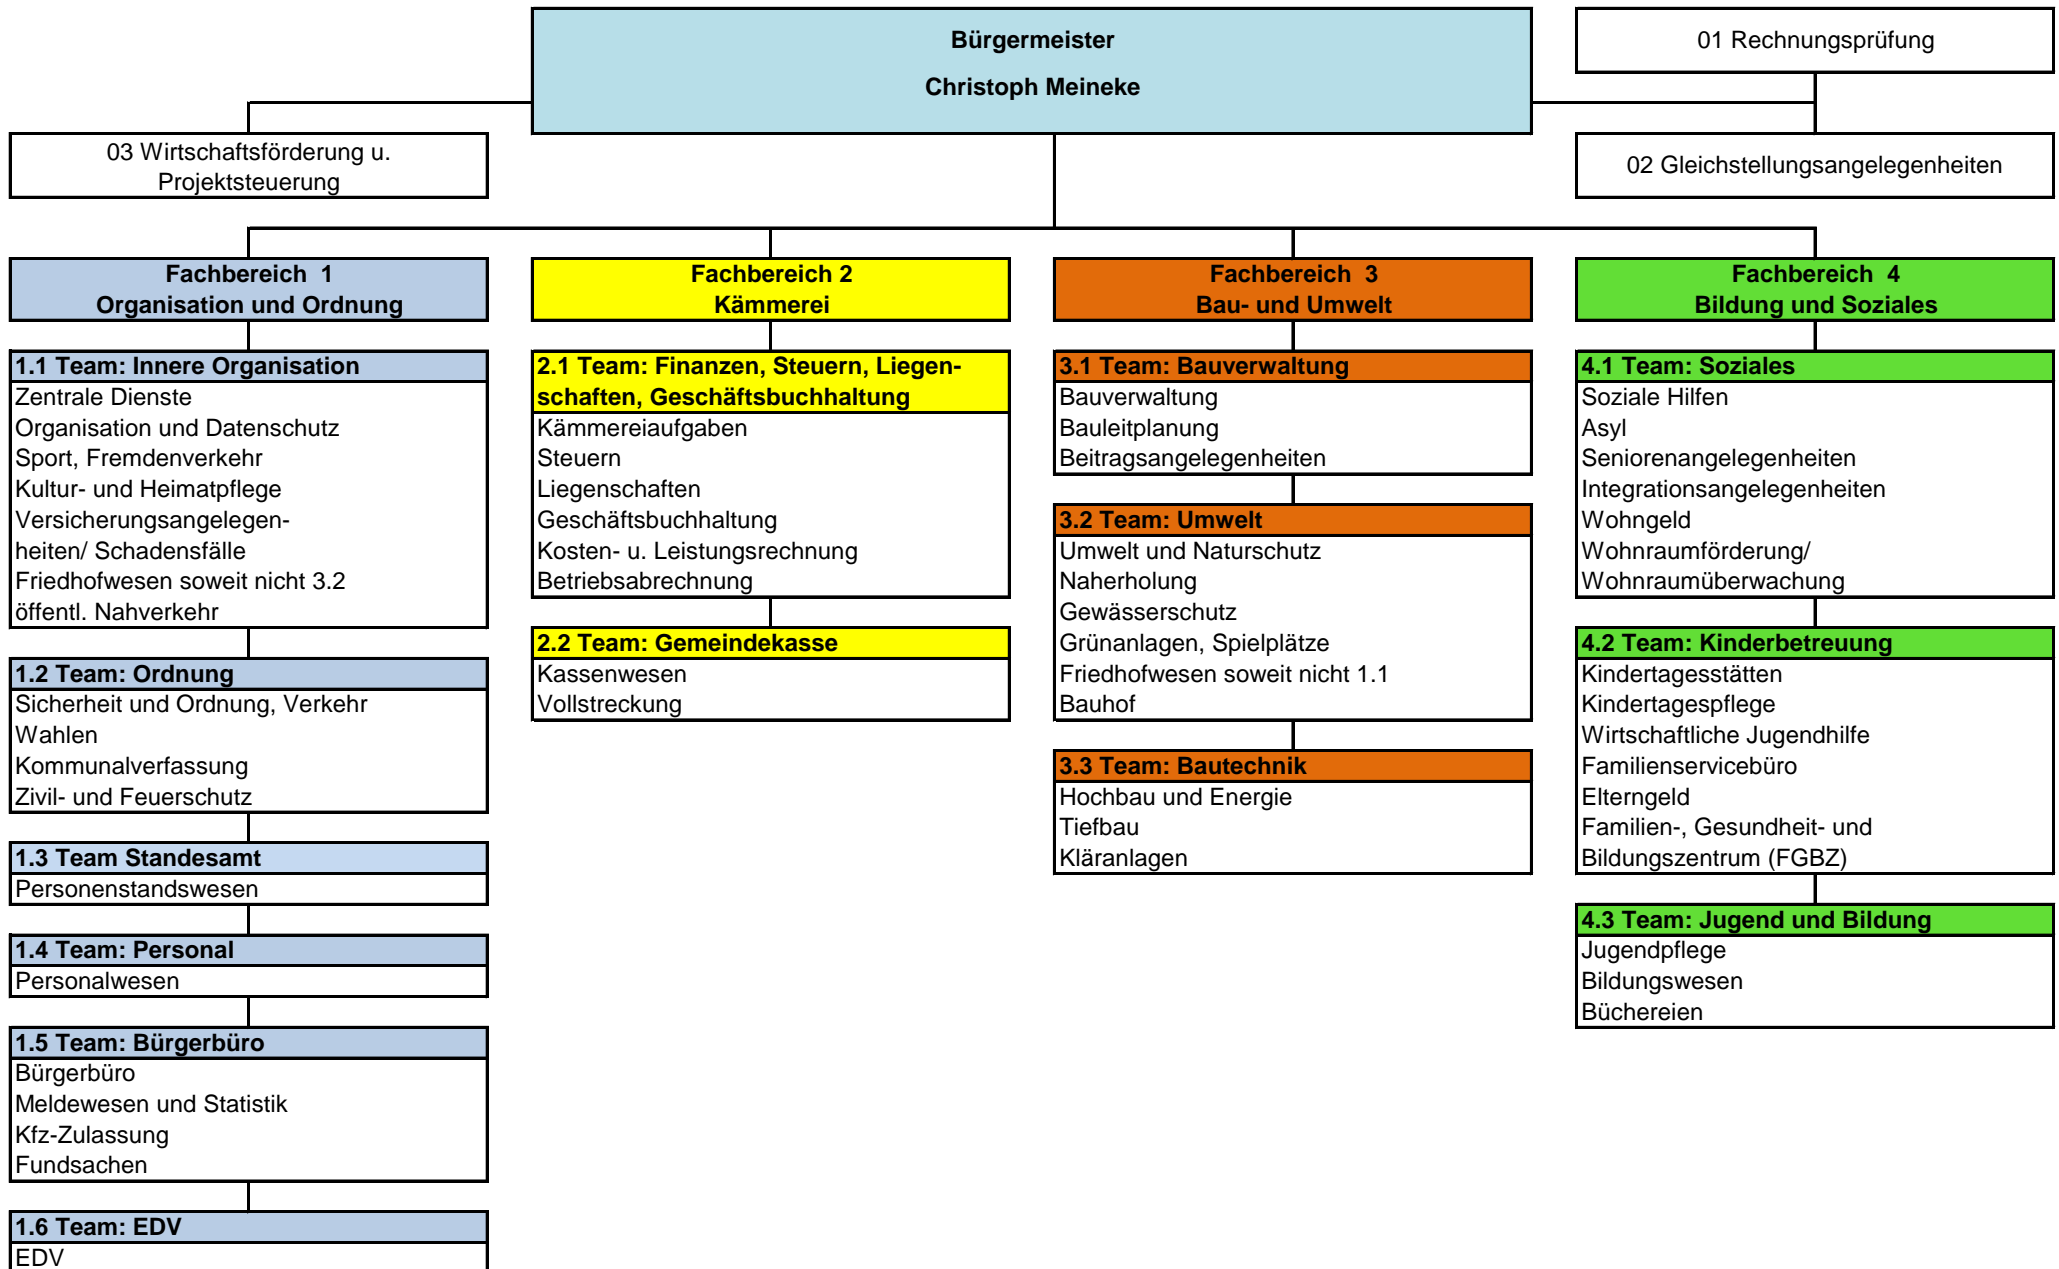 Bürgermeister
Christoph Meineke
01 Rechnungsprüfung
03 Wirtschaftsförderung u.
Projektsteuerung
02 Gleichstellungsangelegenheiten
Fachbereich 1
Organisation und Ordnung
1.1 Team: Innere Organisation
Zentrale Dienste
Organisation und Datenschutz
Sport, Fremdenverkehr
Kultur- und Heimatpflege
Versicherungsangelegen-
heiten/ Schadensfälle
Friedhofwesen soweit nicht 3.2
öffentl. Nahverkehr
1.2 Team: Ordnung
Sicherheit und Ordnung, Verkehr
Wahlen
Kommunalverfassung
Zivil- und Feuerschutz
1.3 Team Standesamt
Personenstandswesen
1.4 Team: Personal
Personalwesen
1.5 Team: Bürgerbüro
Bürgerbüro
Meldewesen und Statistik
Kfz-Zulassung
Fundsachen
1.6 Team: EDV
EDV
Fachbereich 2
Kämmerei
2.1 Team: Finanzen, Steuern, Liegen-
schaften, Geschäftsbuchhaltung
Kämmereiaufgaben
Steuern
Liegenschaften
Geschäftsbuchhaltung
Kosten- u. Leistungsrechnung
Betriebsabrechnung
2.2 Team: Gemeindekasse
Kassenwesen
Vollstreckung
Fachbereich 3
Bau- und Umwelt
3.1 Team: Bauverwaltung
Bauverwaltung
Bauleitplanung
Beitragsangelegenheiten
3.2 Team: Umwelt
Umwelt und Naturschutz
Naherholung
Gewässerschutz
Grünanlagen, Spielplätze
Friedhofwesen soweit nicht 1.1
Bauhof
3.3 Team: Bautechnik
Hochbau und Energie
Tiefbau
Kläranlagen
Fachbereich 4
Bildung und Soziales
4.1 Team: Soziales
Soziale Hilfen
Asyl
Seniorenangelegenheiten
Integrationsangelegenheiten
Wohngeld
Wohnraumförderung/
Wohnraumüberwachung
4.2 Team: Kinderbetreuung
Kindertagesstätten
Kindertagespflege
Wirtschaftliche Jugendhilfe
Familienservicebüro
Elterngeld
Familien-, Gesundheit- und
Bildungszentrum (FGBZ)
4.3 Team: Jugend und Bildung
Jugendpflege
Bildungswesen
Büchereien